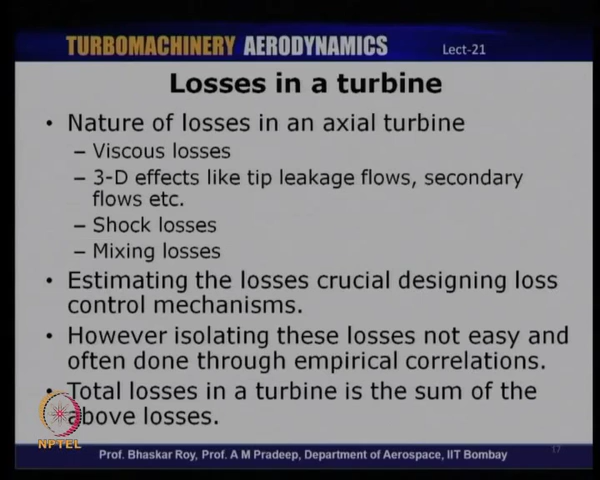 TURBOMACHINERY AERODYNAMICS Lect-21
Losses in a turbine
• Nature of losses in an axial turbine
– Viscous losses
– 3-D effects like tip leakage flows, secondary
flows etc.
– Shock losses
– Mixing losses
• Estimating the losses crucial designing loss
control mechanisms.
• However isolating these losses not easy and
often done through empirical correlations.
• Total losses in a turbine is the sum of the
above losses.
NPTEL
Prof. Bhaskar Roy, Prof. A M Pradeep, Department of Aerospace, IIT Bombay
17